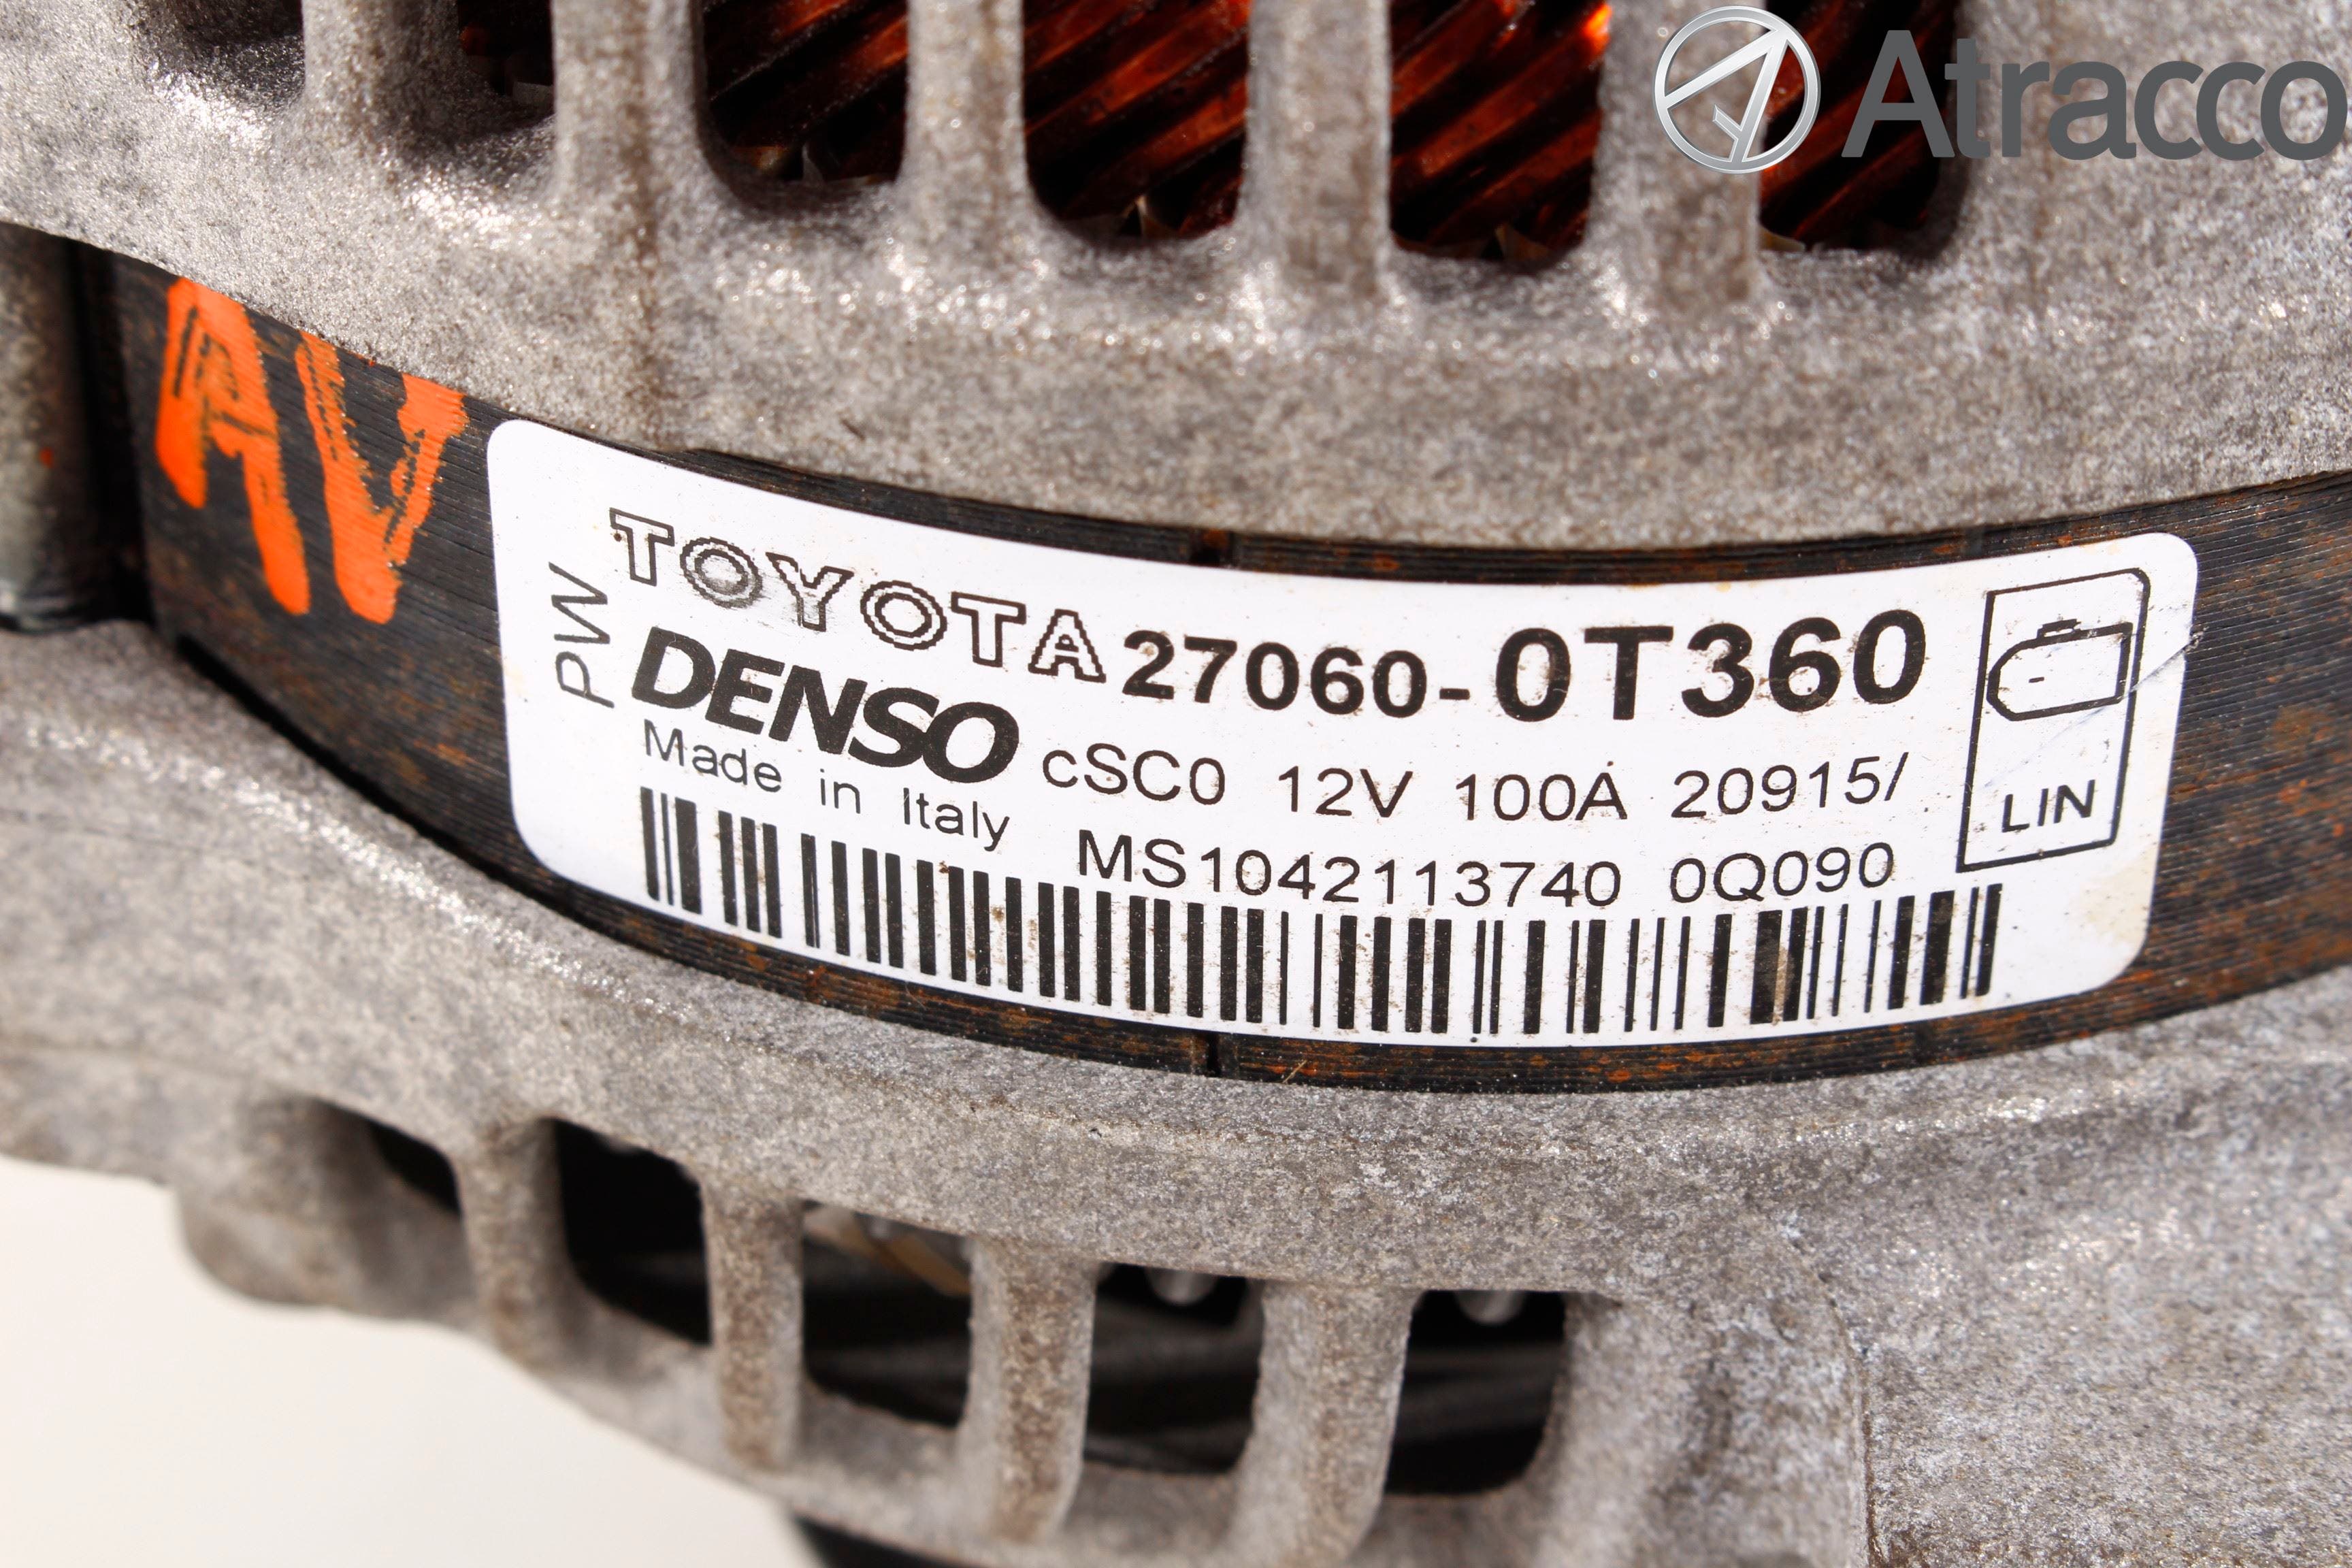 Atracco
AV
PW
TOYOTA 27060-0T360
DENSO cSC0 12V 100A 20915/
Made in Italy MS1042113740 0Q090
-
LIN